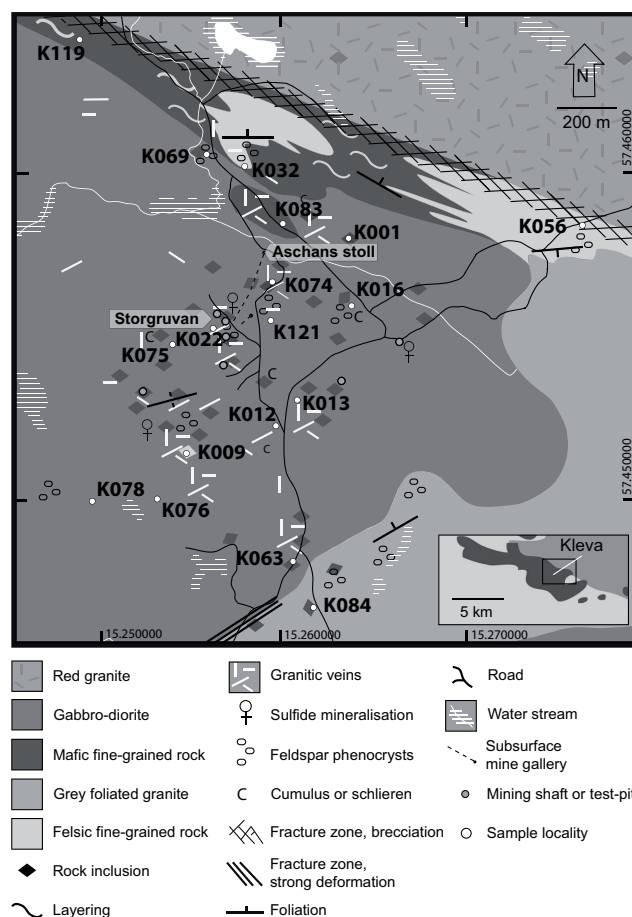 K119
N
200 m
57.460000
K069
K032
K083
K056
K001
Aschans stoll
K074
K016
Storgruvan
K121
K022
K075
K013
K012
K009
K078
K076
57.450000
Kleva
K063
5 km
K084
15.250000
15.260000
15.270000
Red granite
Granitic veins
Road
Gabbro-diorite
Sulfide mineralisation
Water stream
Mafic fine-grained rock
Feldspar phenocrysts
Subsurface
mine gallery
Grey foliated granite
Cumulus or schlieren
Mining shaft or test-pit
Felsic fine-grained rock
Fracture zone, brecciation
Sample locality
Rock inclusion
Fracture zone,
strong deformation
Layering
Foliation